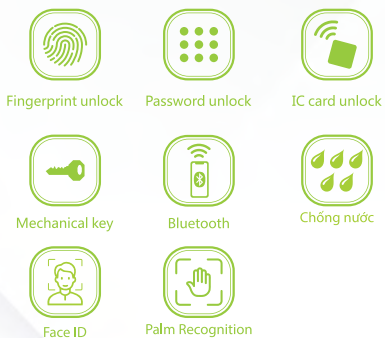 Fingerprint unlock
Password unlock
IC card unlock
Mechanical key
Bluetooth
Chống nước
Face ID
Palm Recognition